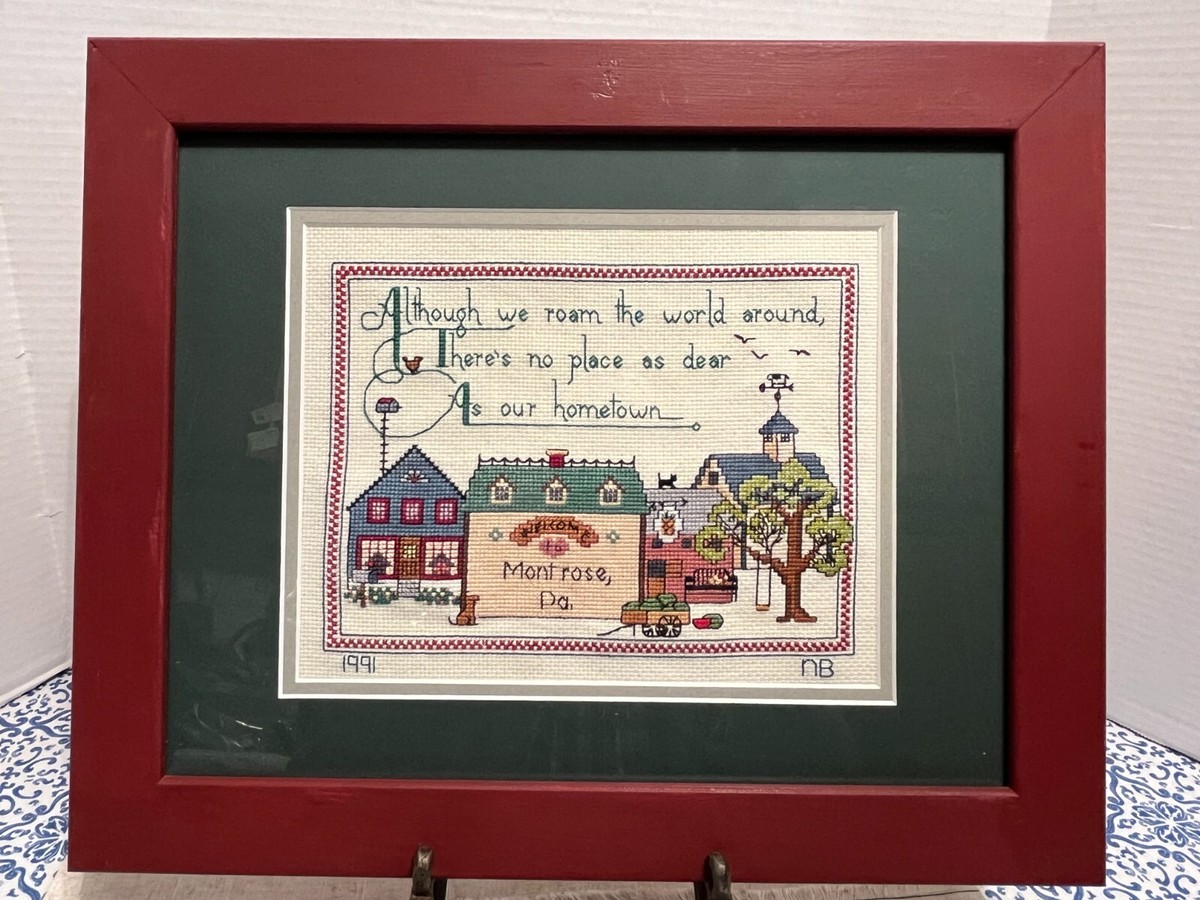 Although we roam the world around,
There's no place as dear
As our hometown
WELCOME
TO
Montrose,
Pa.
1991 NB